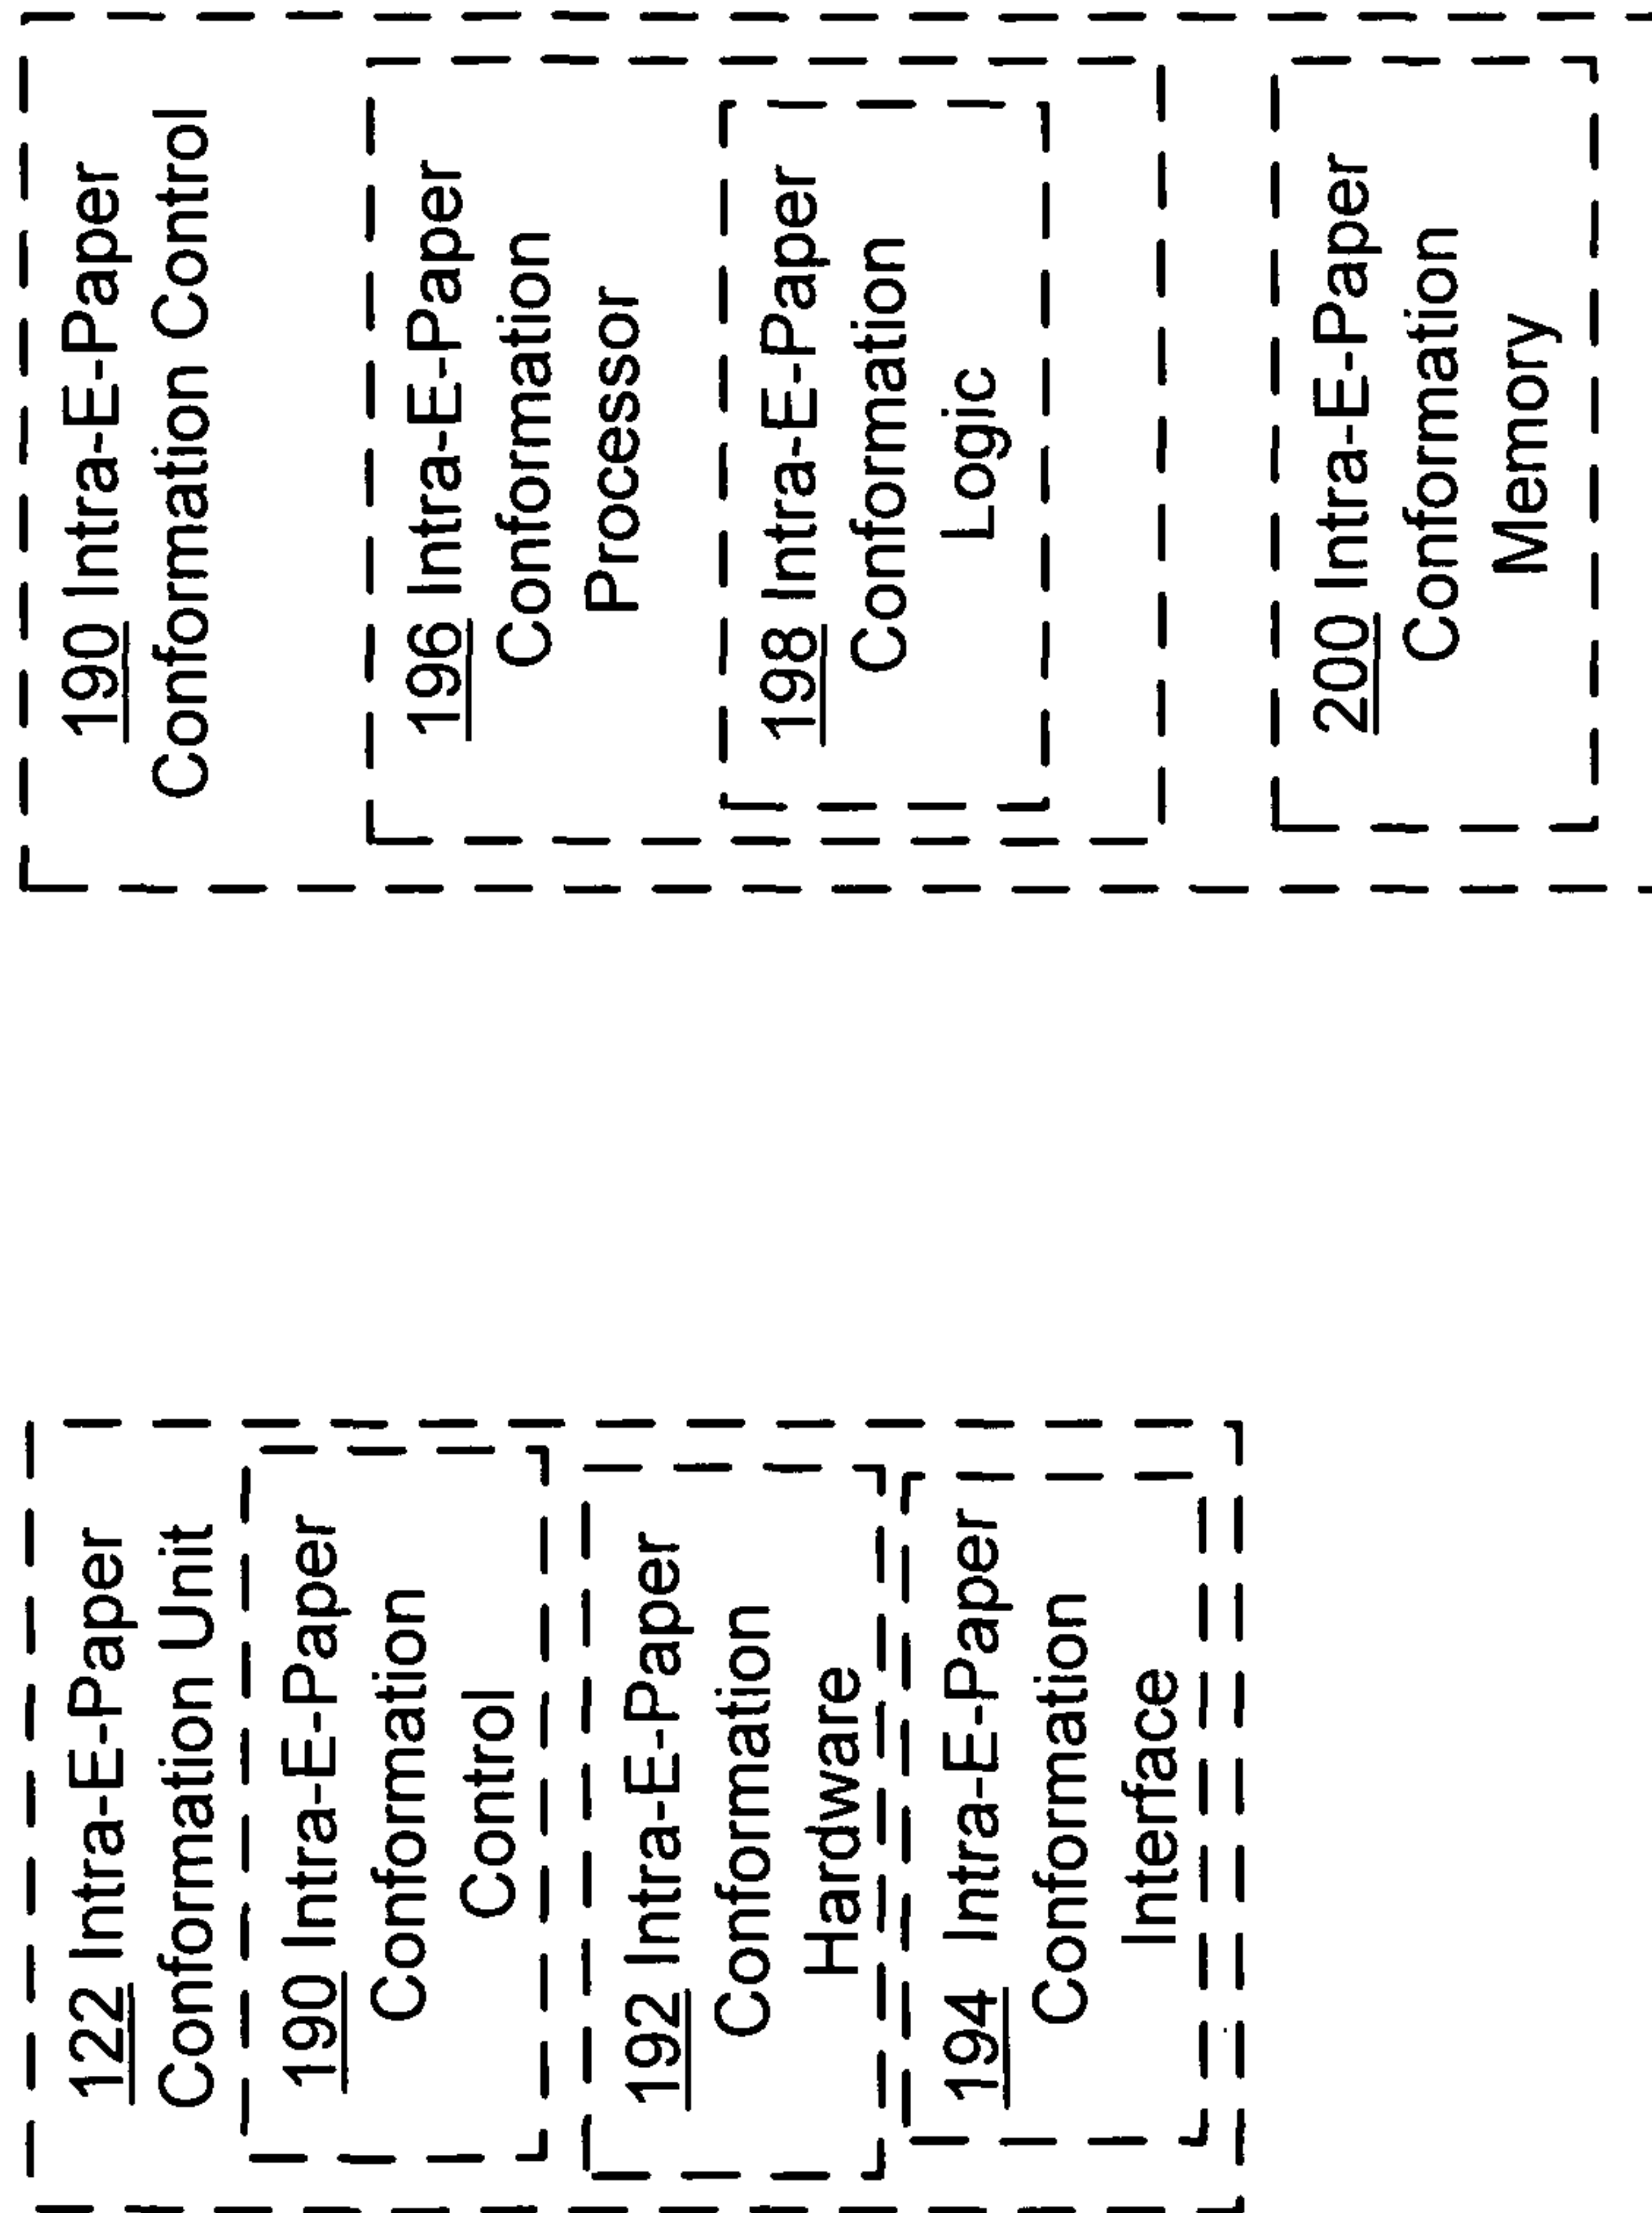 122 Intra-E-Paper
Conformation Unit
190 Intra-E-Paper
Conformation
Control
192 Intra-E-Paper
Conformation
Hardware
194 Intra-E-Paper
Conformation
Interface
190 Intra-E-Paper
Conformation Control
196 Intra-E-Paper
Conformation
Processor
198 Intra-E-Paper
Conformation
Logic
200 Intra-E-Paper
Conformation
Memory